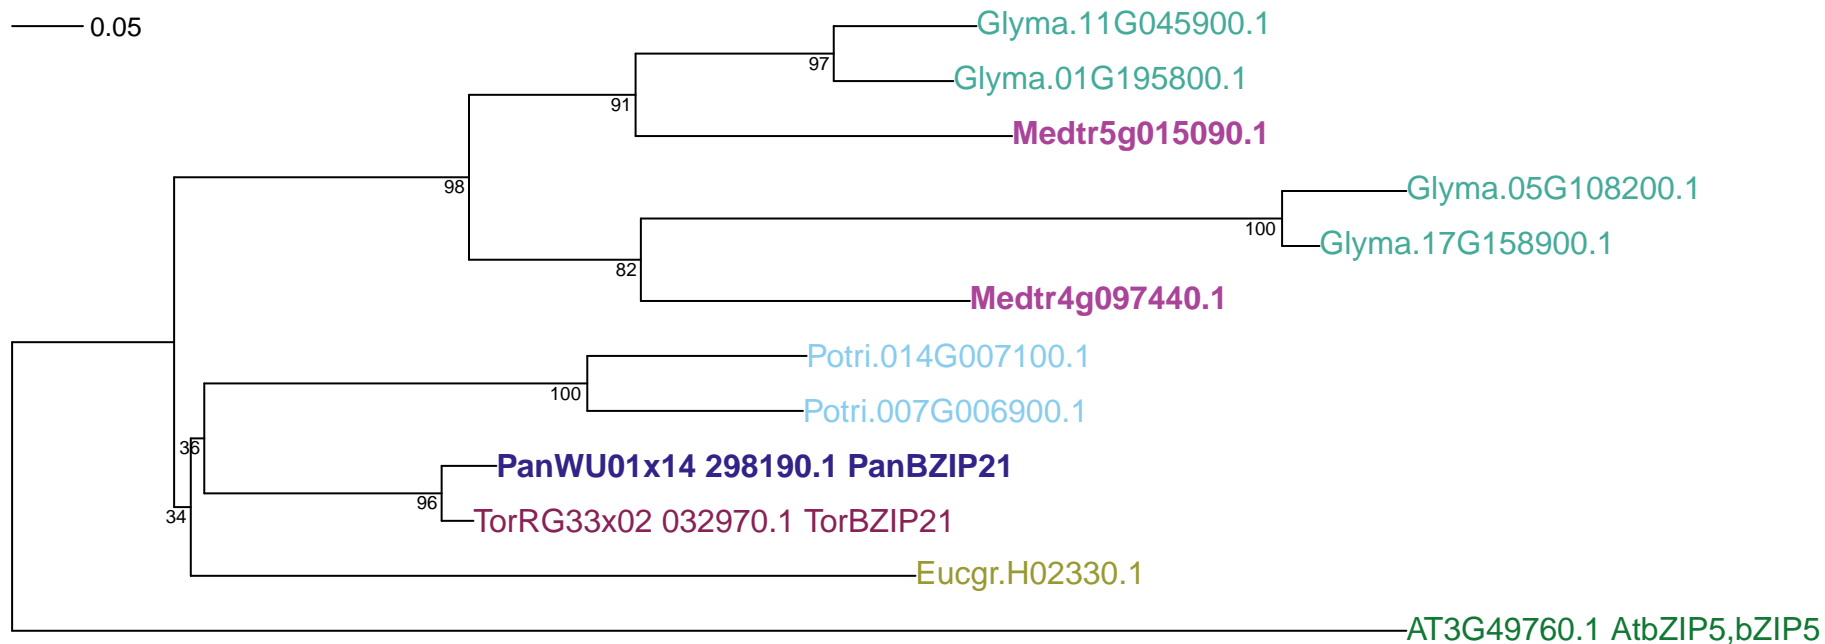 0.05
Glyma.11G045900.1
97
Glyma.01G195800.1
91
Medtr5g015090.1
98
Glyma.05G108200.1
100
Glyma.17G158900.1
82
Medtr4g097440.1
Potri.014G007100.1
100
Potri.007G006900.1
36
PanWU01x14 298190.1 PanBZIP21
96
34
TorRG33x02 032970.1 TorBZIP21
Eucgr.H02330.1
AT3G49760.1 AtbZIP5,bZIP5